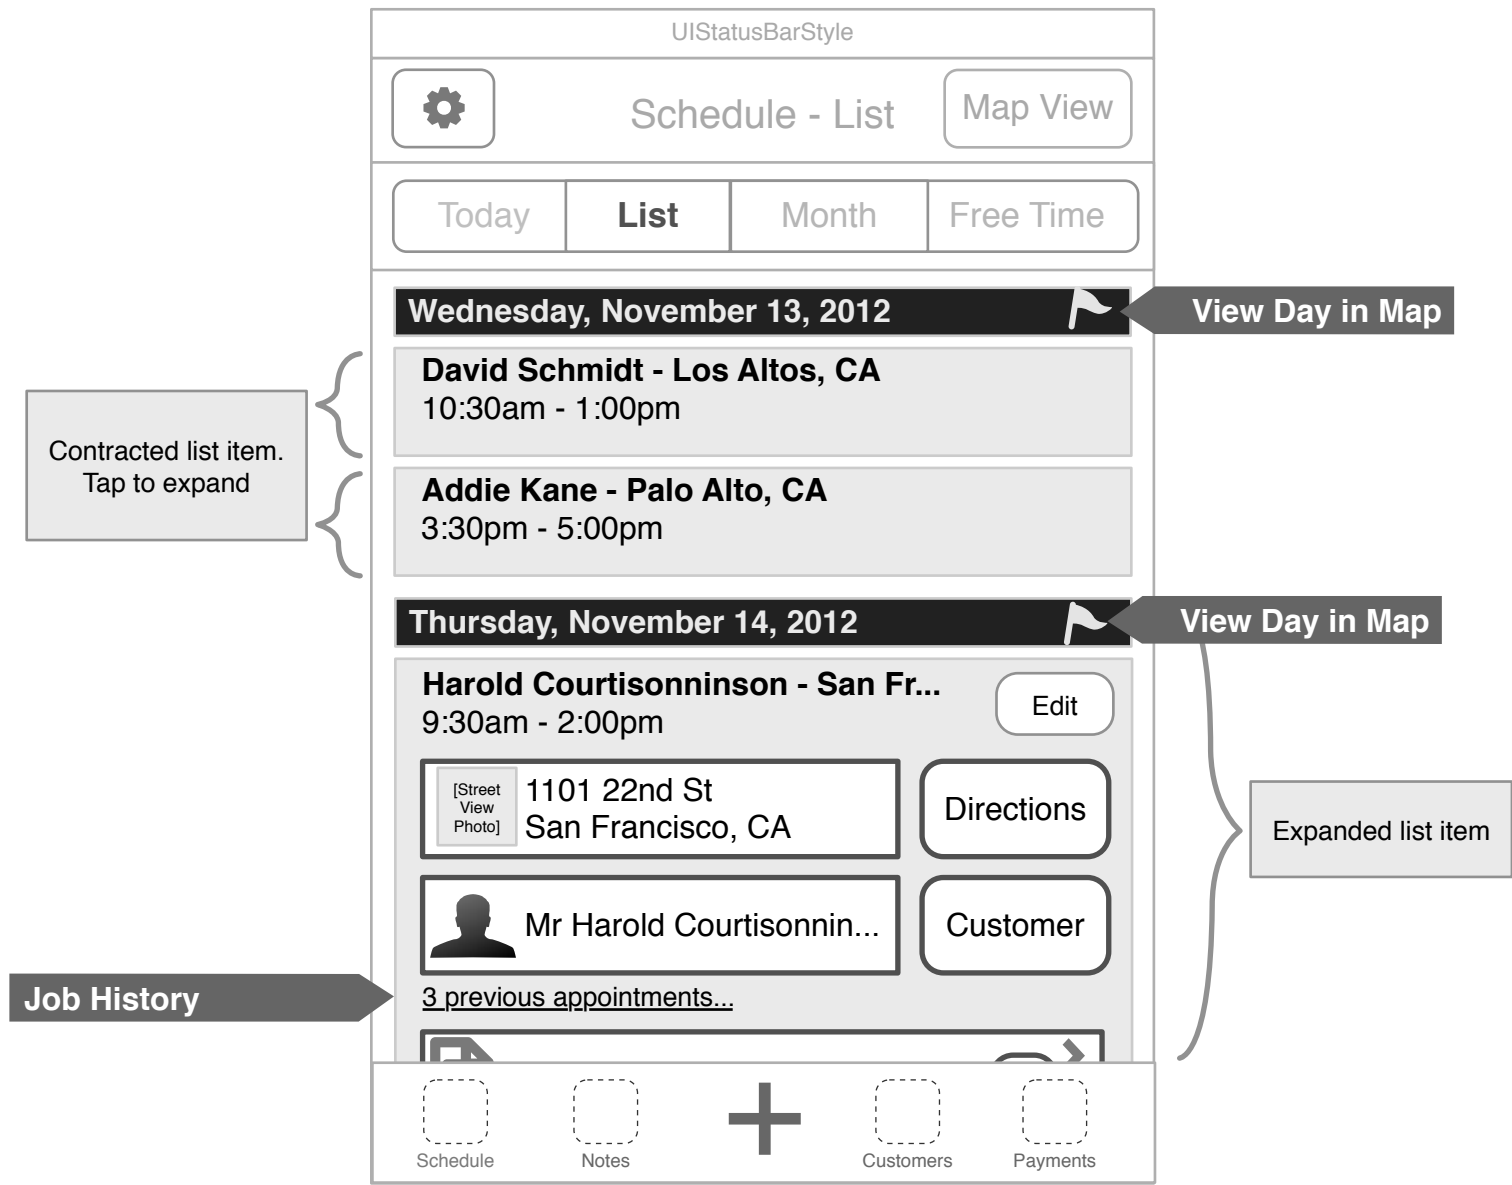 UIStatusBarStyle
Schedule - List
Map View
Today
List
Month
Free Time
Wednesday, November 13, 2012
View Day in Map
David Schmidt - Los Altos, CA
10:30am - 1:00pm
Contracted list item.
Tap to expand
Addie Kane - Palo Alto, CA
3:30pm - 5:00pm
Thursday, November 14, 2012
View Day in Map
Harold Courtisonninson - San Fr...
9:30am - 2:00pm
Edit
[Street
View
Photo]
1101 22nd St
San Francisco, CA
Directions
Expanded list item
Mr Harold Courtisonnin...
Customer
Job History
3 previous appointments...
Schedule
Notes
Customers
Payments